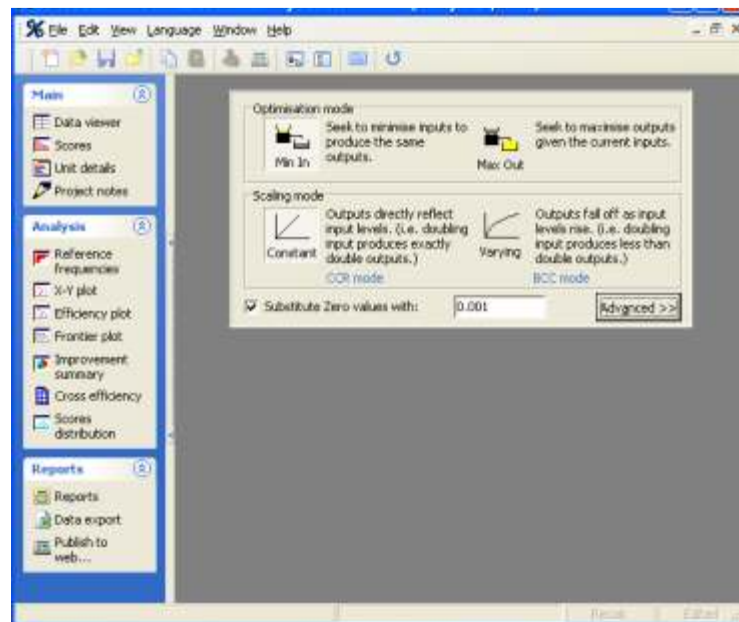 File Edit View Language Window Help
Main
Data viewer
Scores
Unit details
Project notes
Analysis
Reference
frequencies
X-Y plot
Efficiency plot
Frontier plot
Improvement
summary
Cross efficiency
Scores
distribution
Reports
Reports
Data export
Publish to
web...
Optimisation mode
Min In
Seek to minimise inputs to
produce the same
outputs.
Max Out
Seek to maximise outputs
given the current inputs.
Scaling mode
Constant
Outputs directly reflect
input levels. (i.e. doubling
input produces exactly
double outputs.)
CCR mode
Varying
Outputs fall off as input
levels rise. (i.e. doubling
input produces less than
double outputs.)
BCC mode
Substitute Zero values with:
0.001
Advanced >>
Edited